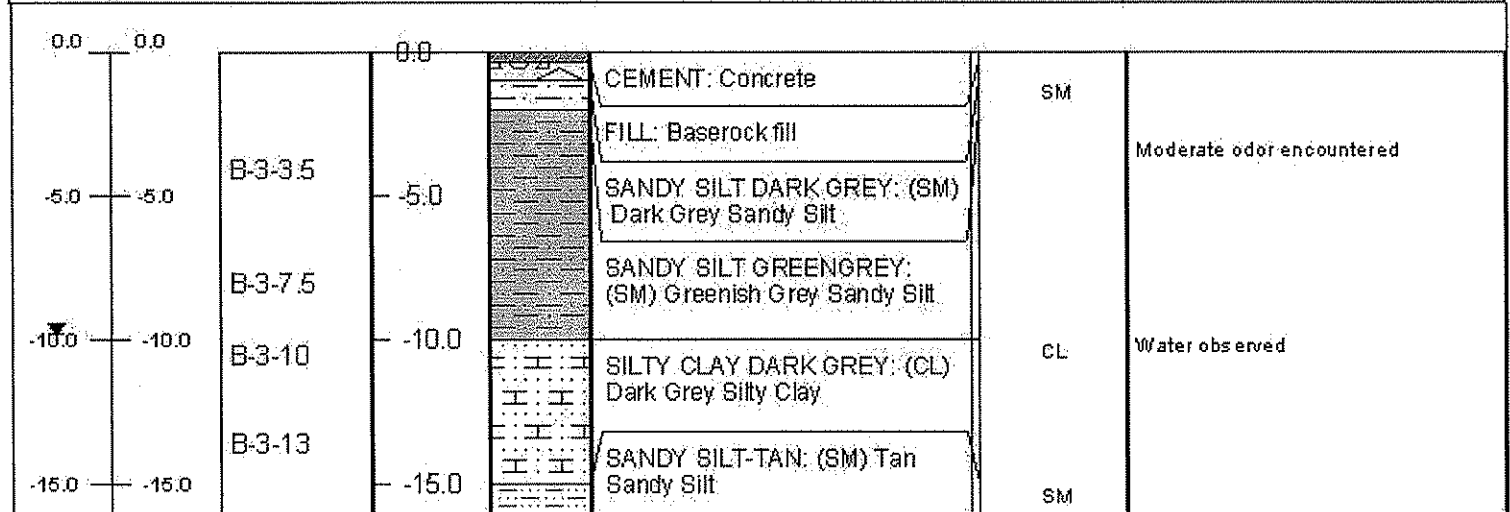 0.0 0.0 0.0
CEMENT: Concrete
SM
FILL: Baserock fill
Moderate odor encountered
B-3-3.5
-5.0 -5.0 -5.0
SANDY SILT DARK GREY: (SM)
Dark Grey Sandy Silt
B-3-7.5
SANDY SILT GREENGREY:
(SM) Greenish Grey Sandy Silt
-10.0 -10.0 -10.0
B-3-10
CL
Water observed
SILTY CLAY DARK GREY: (CL)
Dark Grey Silty Clay
B-3-13
SANDY SILT-TAN: (SM) Tan
Sandy Silt
-15.0 -15.0 -15.0
SM